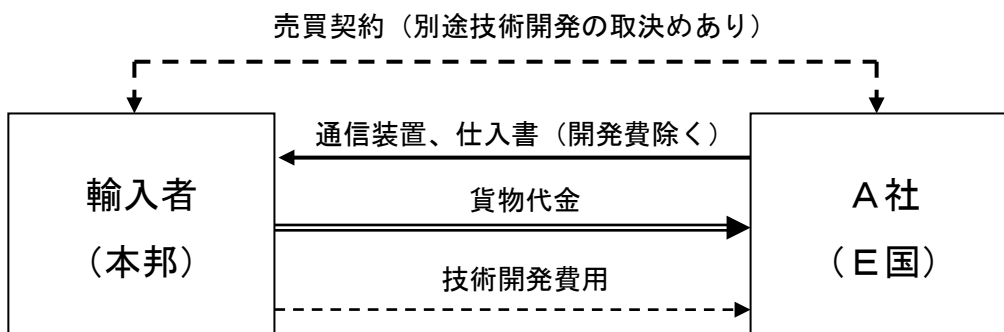 売買契約（別途技術開発の取決めあり）
通信装置、仕入書（開発費除く）
輸入者
（本邦）
貨物代金
技術開発費用
Ａ社
（Ｅ国）